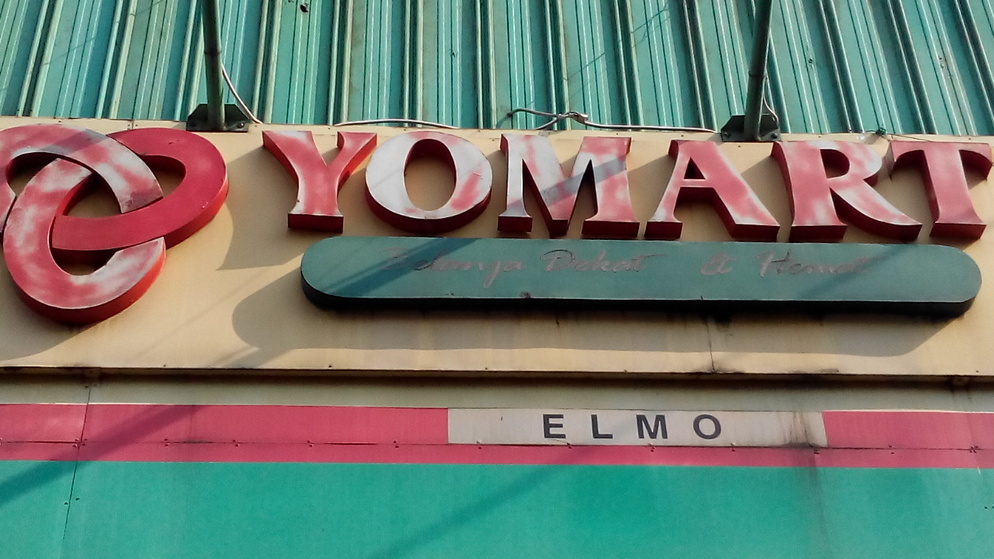 YOMART
Dekat & Hemat
ELMO